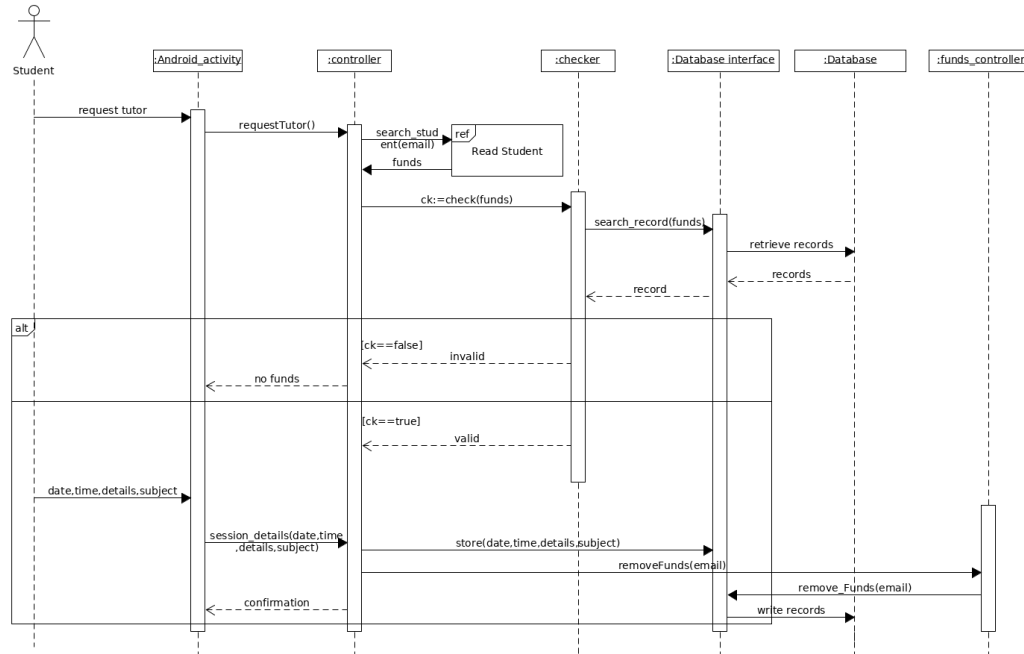 Student
:Android_activity
:controller
:checker
:Database interface
:Database
:funds_controller
request tutor
requestTutor()
search_stud
ent(email)
ref
Read Student
funds
ck:=check(funds)
search_record(funds)
retrieve records
records
record
alt
[ck==false]
invalid
no funds
[ck==true]
valid
date,time,details,subject
session_details(date,time
,details,subject)
store(date,time,details,subject)
removeFunds(email)
remove_Funds(email)
confirmation
write records